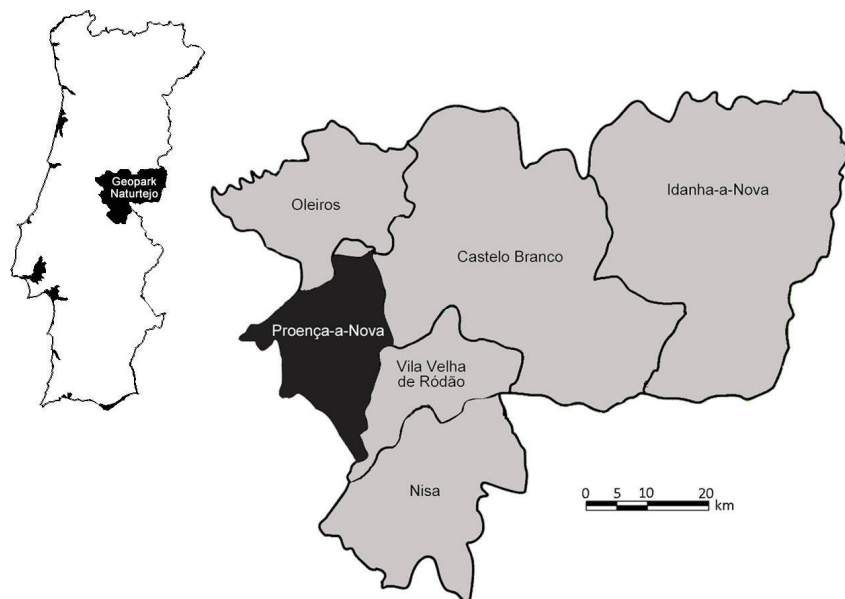 Geopark
Naturtejo
Oleiros
Idanha-a-Nova
Castelo Branco
Proença-a-Nova
Vila Velha
de Ródão
Nisa
0 5 10 20
km